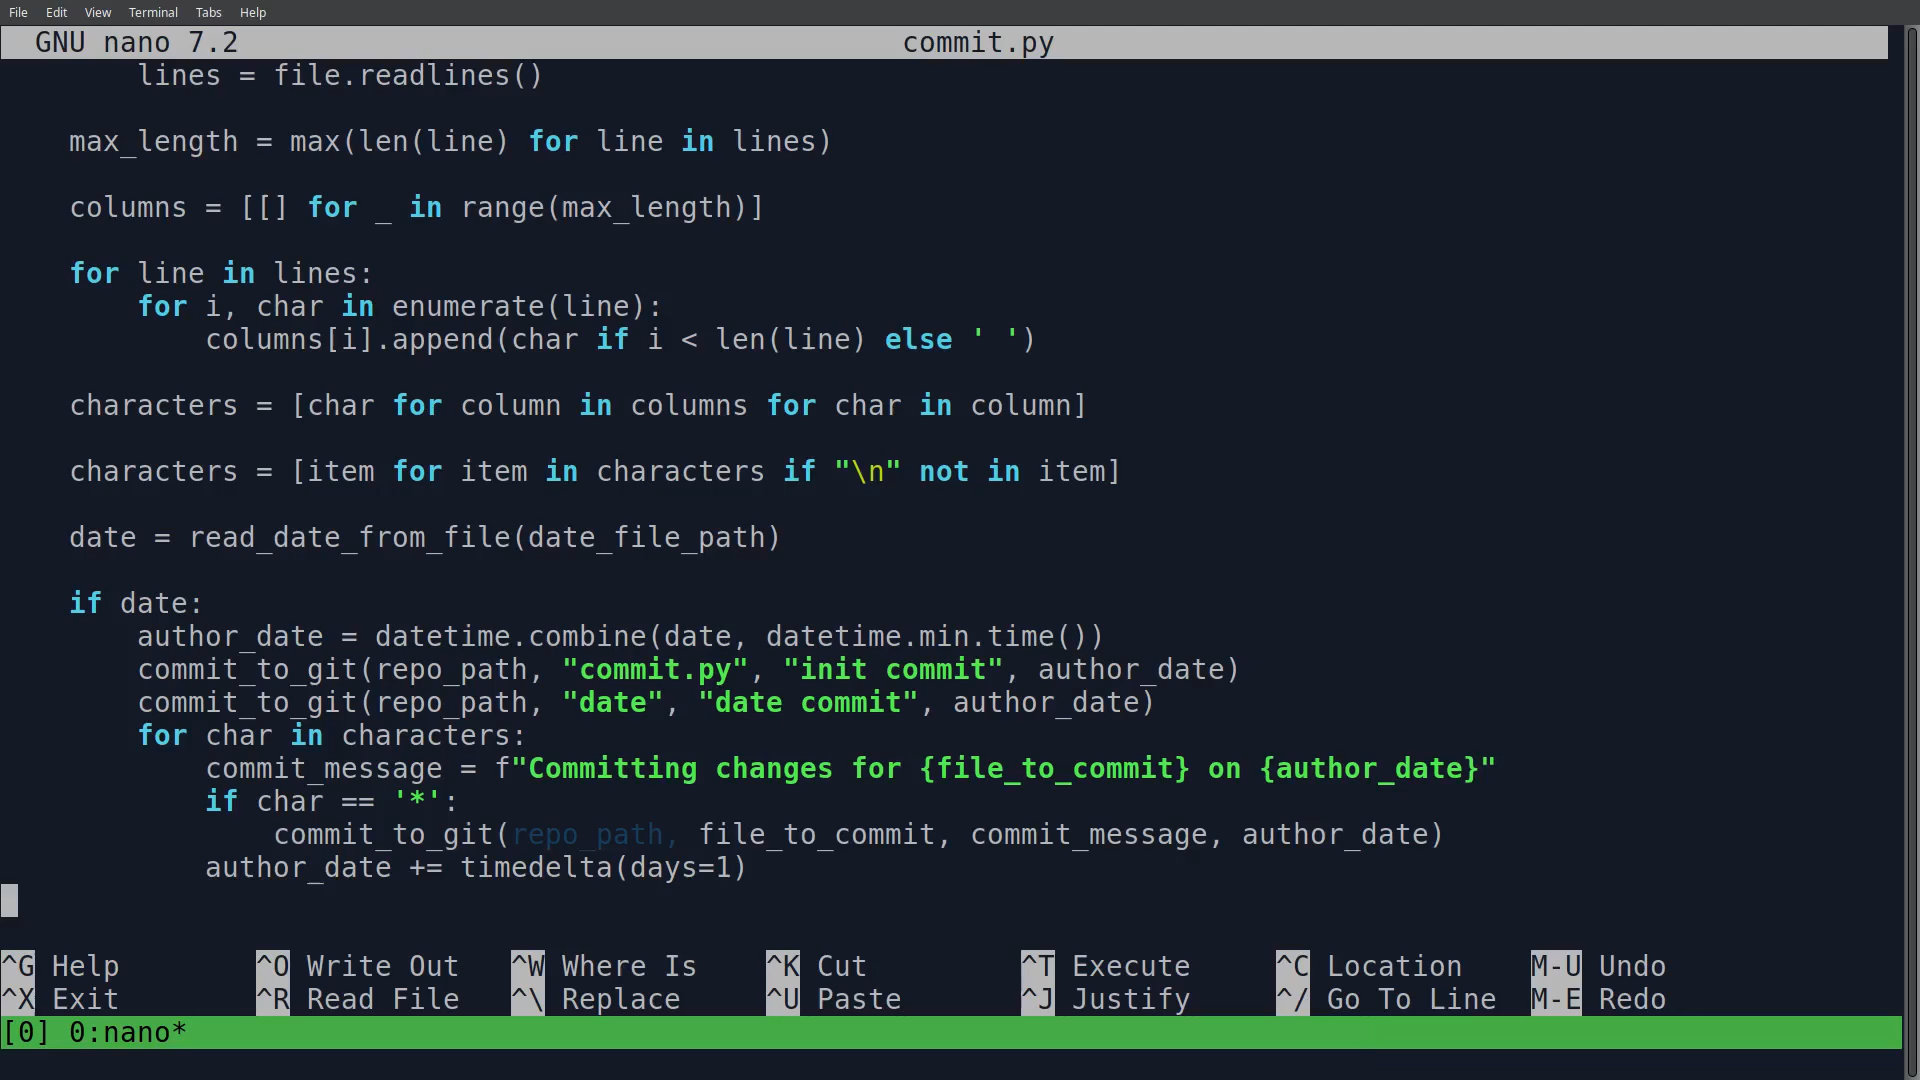 File Edit View Terminal Tabs Help
GNU nano 7.2 commit.py
        lines = file.readlines()
    max_length = max(len(line) for line in lines)
    columns = [[] for _ in range(max_length)]
    for line in lines:
        for i, char in enumerate(line):
            columns[i].append(char if i < len(line) else ' ')
    characters = [char for column in columns for char in column]
    characters = [item for item in characters if "\n" not in item]
    date = read_date_from_file(date_file_path)
    if date:
        author_date = datetime.combine(date, datetime.min.time())
        commit_to_git(repo_path, "commit.py", "init commit", author_date)
        commit_to_git(repo_path, "date", "date commit", author_date)
        for char in characters:
            commit_message = f"Committing changes for {file_to_commit} on {author_date}"
            if char == '*':
                commit_to_git(repo_path, file_to_commit, commit_message, author_date)
            author_date += timedelta(days=1)
^G Help ^O Write Out ^W Where Is ^K Cut ^T Execute ^C Location M-U Undo
^X Exit ^R Read File ^\ Replace ^U Paste ^J Justify ^/ Go To Line M-E Redo
[0] 0:nano*